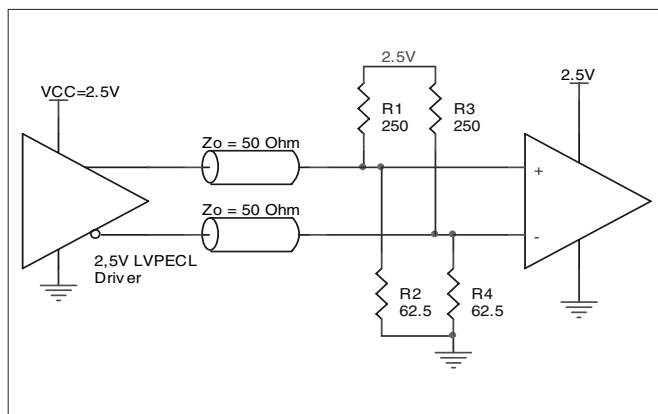 2.5V
VCC=2.5V
2.5V
R1
250
R3
250
Zo = 50 Ohm
+
Zo = 50 Ohm
-
2,5V LVPECL
Driver
R2
62.5
R4
62.5